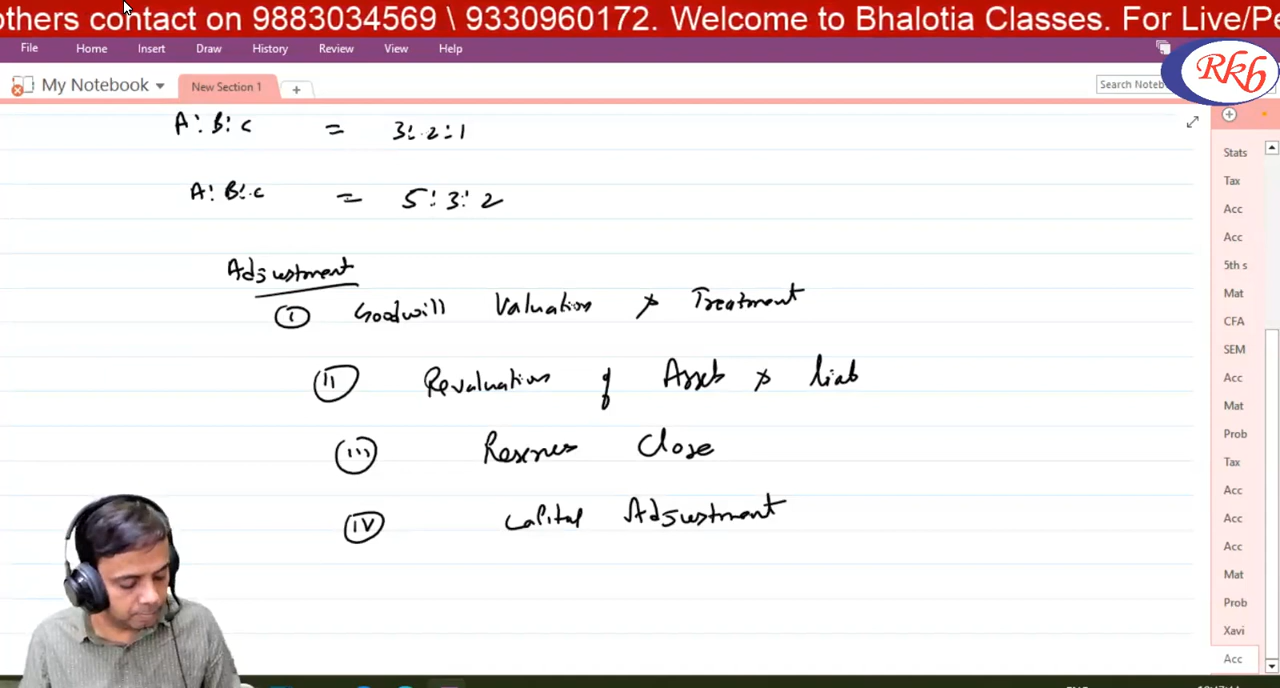 others contact on 9883034569 \ 9330960172. Welcome to Bhalotia Classes. For Live/Pe
File Home Insert Draw History Review View Help
Rkb
My Notebook New Section 1 +
Search Noteb
A:B:C = 3:2:1
A:B:C = 5:3:2
Adjustment
(i) Goodwill Valuation & Treatment
(ii) Revaluation of Asset & liab
(iii) Reserves Close
(iv) Capital Adjustment
Stats
Tax
Acc
Acc
5th s
Mat
CFA
SEM
Acc
Mat
Prob
Tax
Acc
Acc
Acc
Mat
Prob
Xavi
Acc